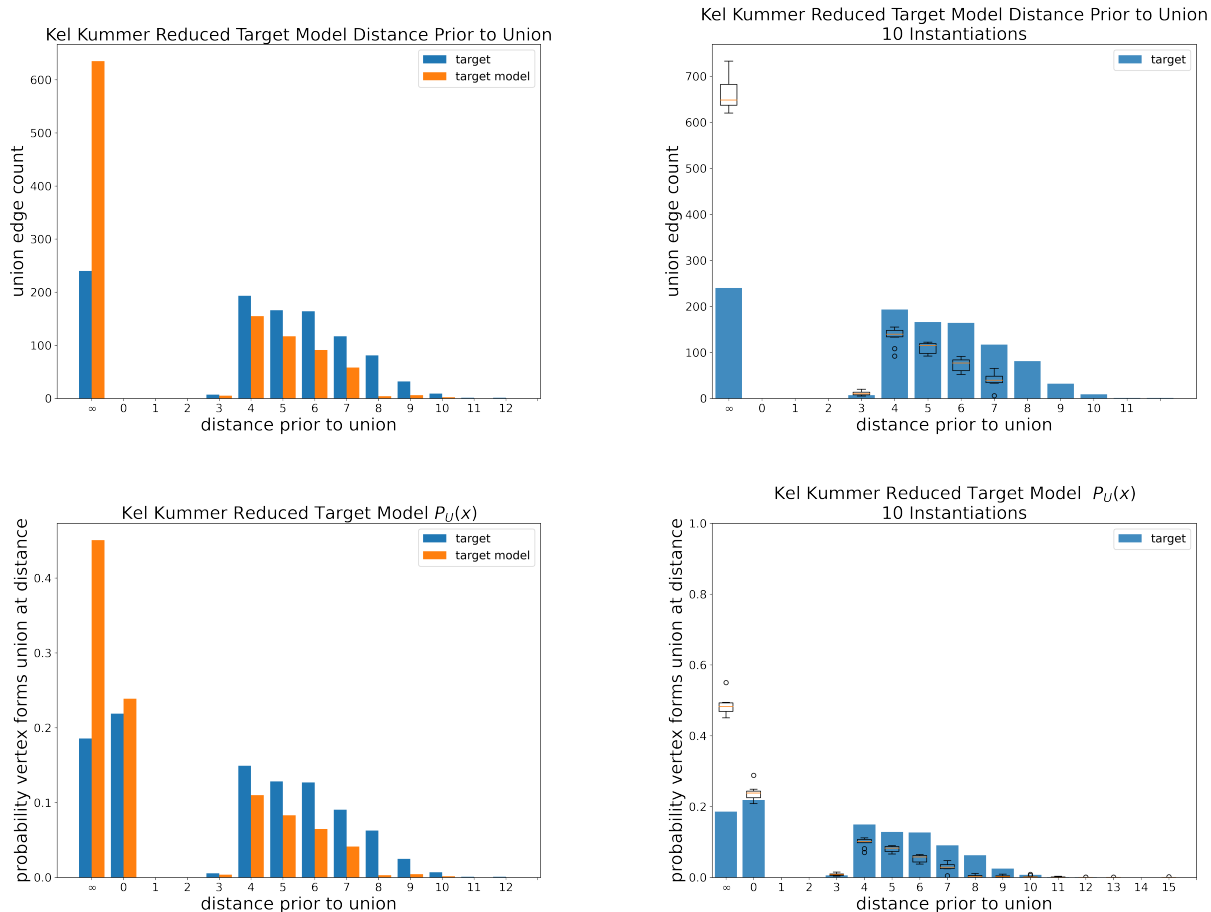 Kel Kummer Reduced Target Model Distance Prior to Union
target
target model
union edge count
600
500
400
300
200
100
0
∞ 0 1 2 3 4 5 6 7 8 9 10 11 12
distance prior to union
Kel Kummer Reduced Target Model Distance Prior to Union
10 Instantiations
target
union edge count
700
600
500
400
300
200
100
0
∞ 0 1 2 3 4 5 6 7 8 9 10 11
distance prior to union
Kel Kummer Reduced Target Model P_U(x)
target
target model
probability vertex forms union at distance
0.4
0.3
0.2
0.1
0.0
∞ 0 1 2 3 4 5 6 7 8 9 10 11 12
distance prior to union
Kel Kummer Reduced Target Model P_U(x)
10 Instantiations
target
probability vertex forms union at distance
1.0
0.8
0.6
0.4
0.2
0.0
∞ 0 1 2 3 4 5 6 7 8 9 10 11 12 13 14 15
distance prior to union